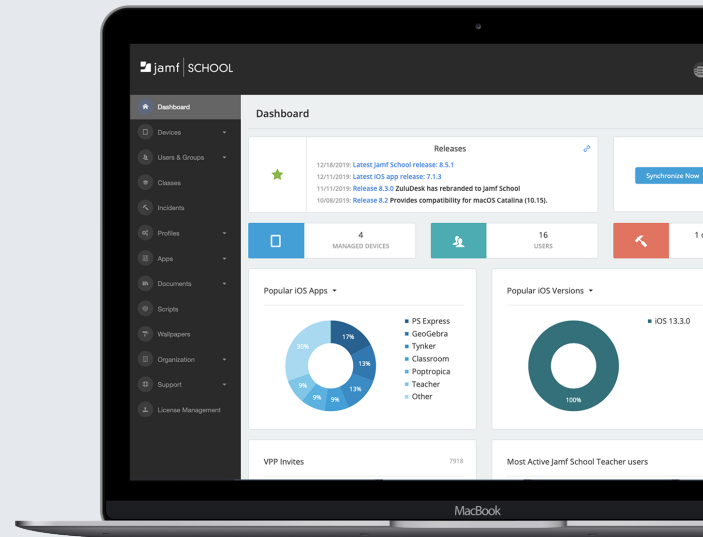 jamf SCHOOL
Dashboard
Devices
Users & Groups
Classes
Incidents
Profiles
Apps
Documents
Scripts
Wallpapers
Organization
Support
License Management
Dashboard
Releases
12/18/2019: Latest Jamf School release: 8.5.1
12/11/2019: Latest iOS app release: 7.1.3
11/11/2019: Release 8.3.0 ZuluDesk has rebranded to Jamf School
10/08/2019: Release 8.2 Provides compatibility for macOS Catalina (10.15).
Synchronize Now
4
MANAGED DEVICES
16
USERS
1
Popular iOS Apps
17%
13%
13%
9%
9%
9%
30%
PS Express
GeoGebra
Tynker
Classroom
Poptropica
Teacher
Other
Popular iOS Versions
100%
iOS 13.3.0
VPP Invites
7918
Most Active Jamf School Teacher users
MacBook